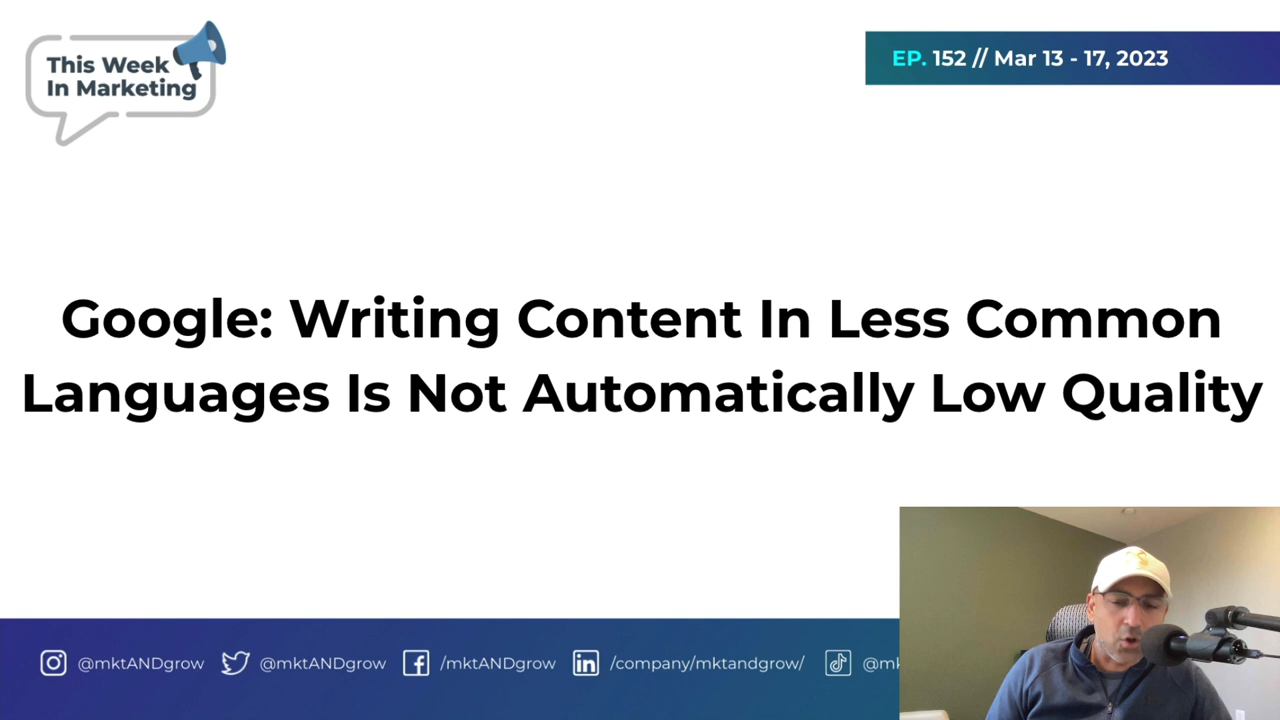 This Week
In Marketing
EP. 152 // Mar 13 - 17, 2023
Google: Writing Content In Less Common
Languages Is Not Automatically Low Quality
@mktANDgrow @mktANDgrow /mktANDgrow /company/mktandgrow/ @mk